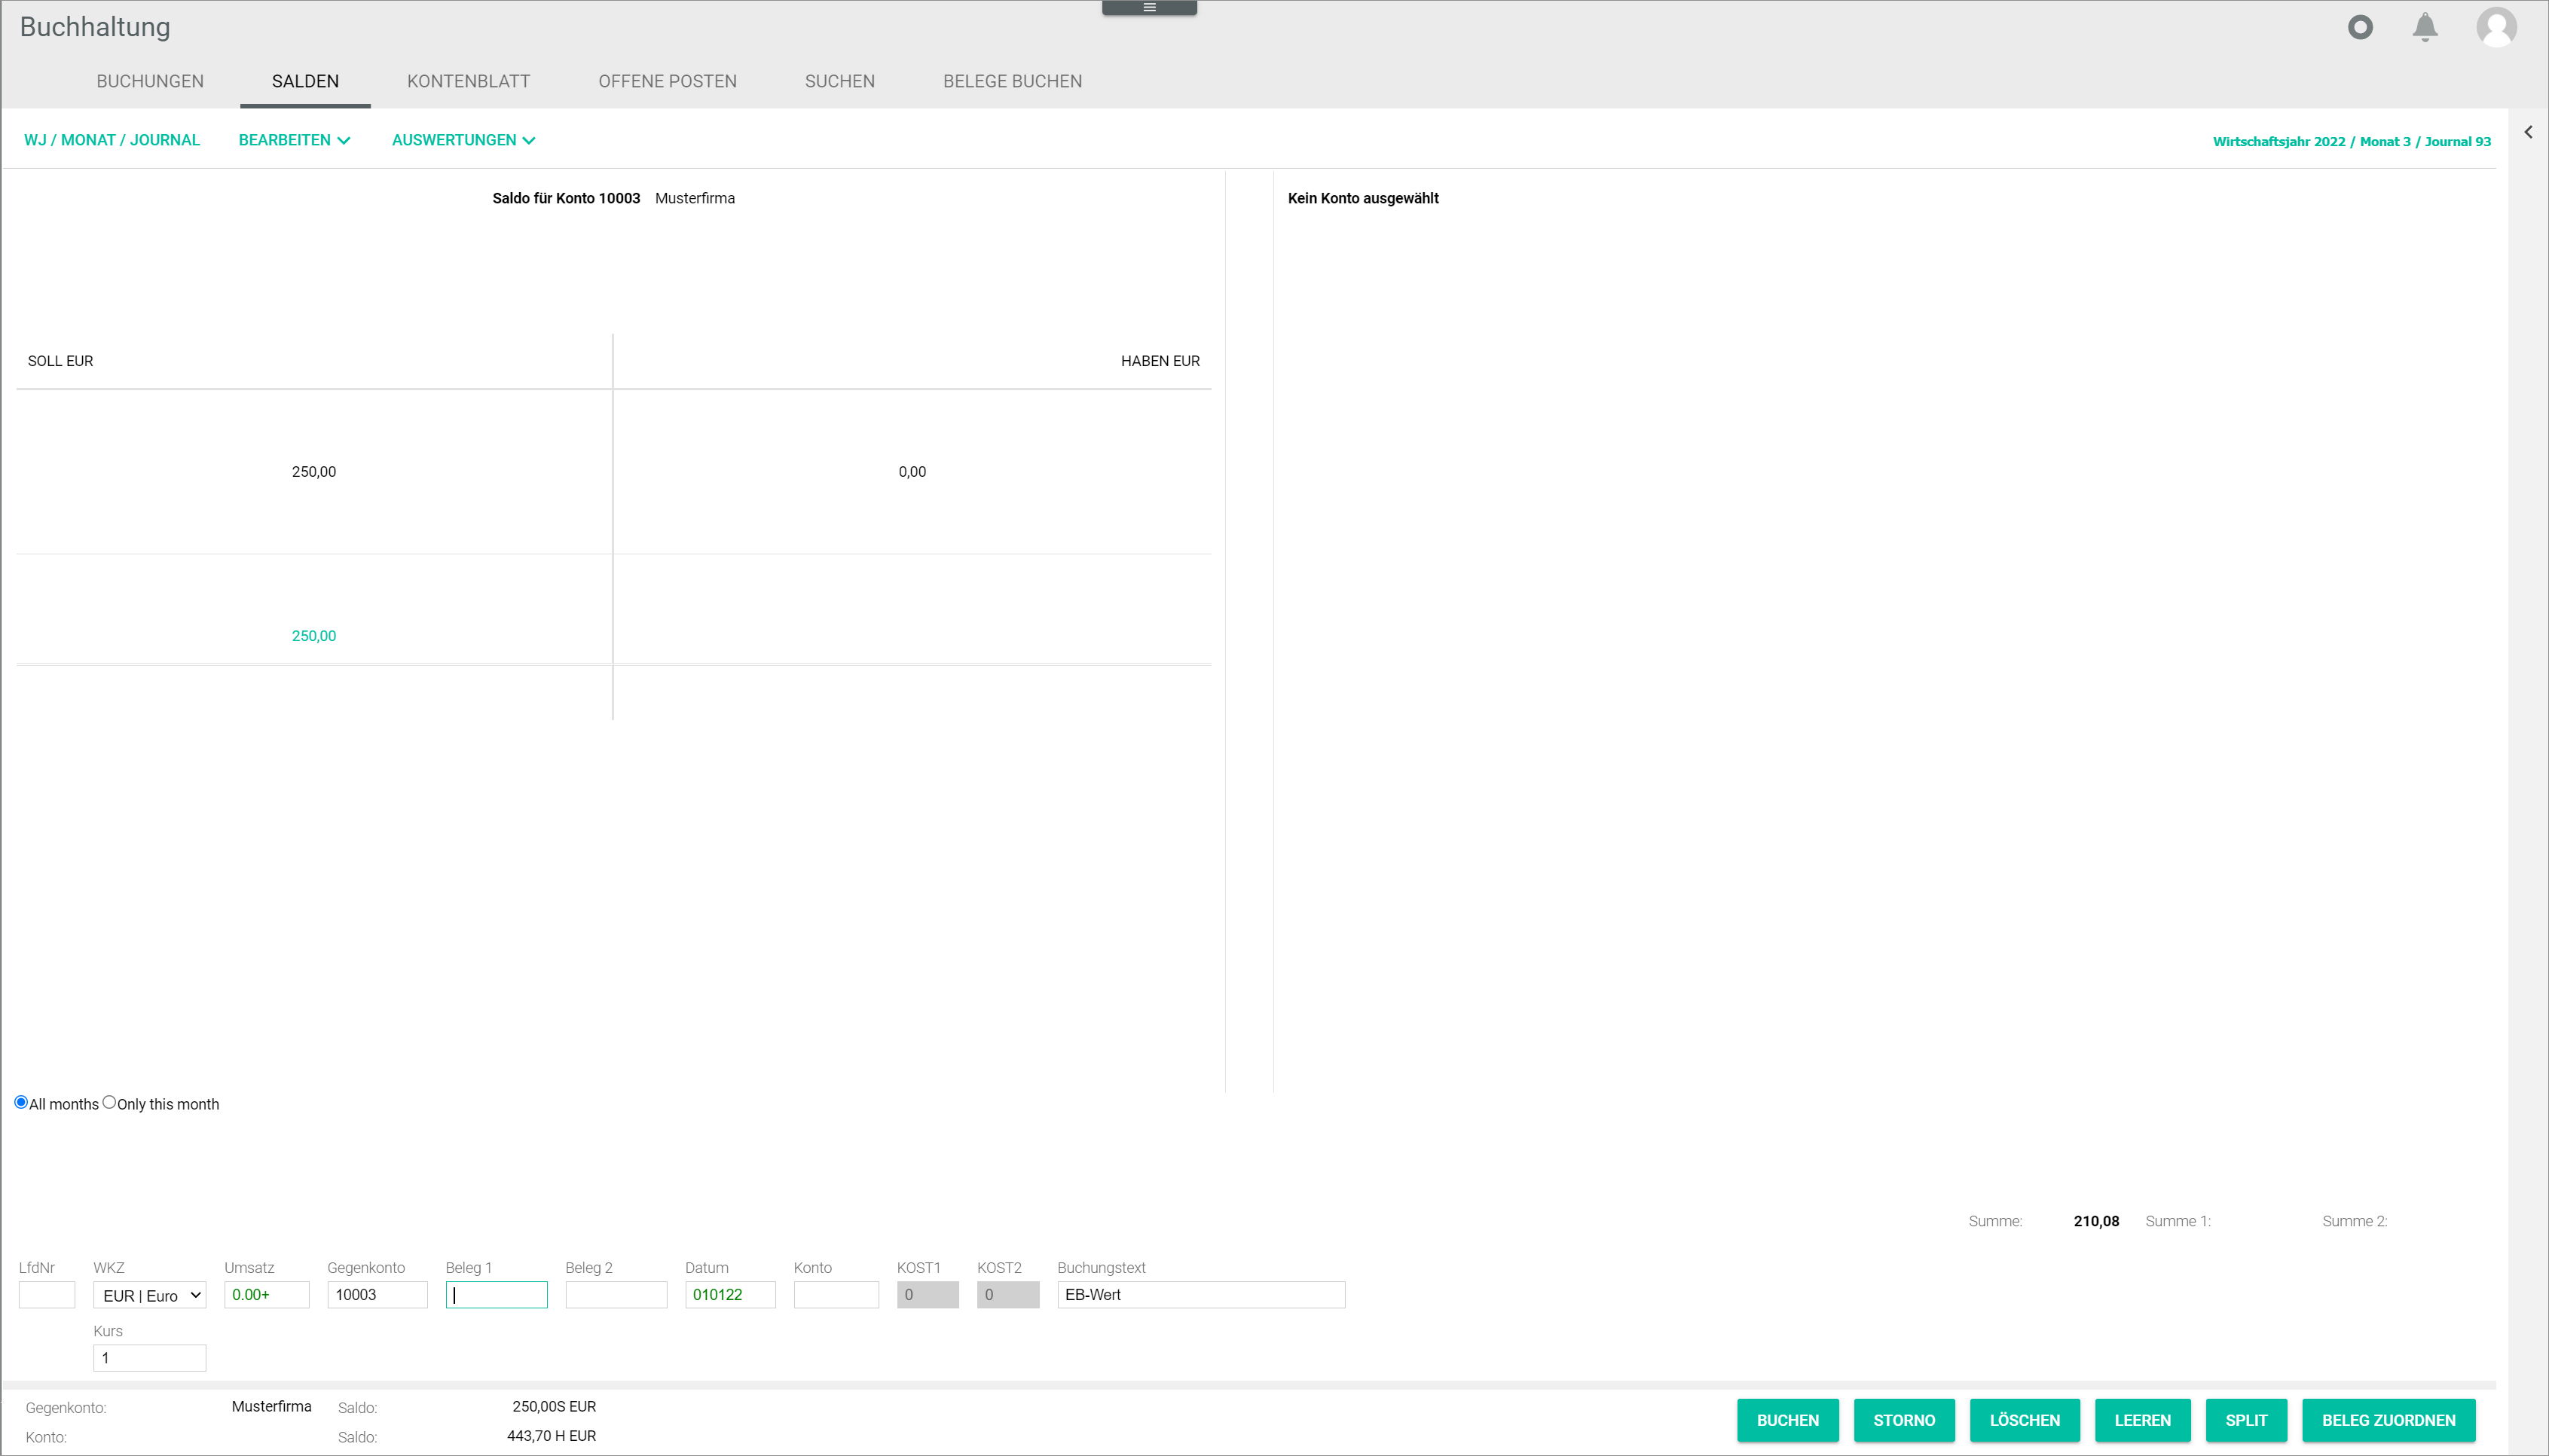 Buchhaltung
BUCHUNGEN SALDEN KONTENBLATT OFFENE POSTEN SUCHEN BELEGE BUCHEN
WJ / MONAT / JOURNAL BEARBEITEN AUSWERTUNGEN Wirtschaftsjahr 2022 / Monat 3 / Journal 93
Saldo für Konto 10003 Musterfirma Kein Konto ausgewählt
SOLL EUR HABEN EUR
250,00 0,00
250,00
All months Only this month
Summe: 210,08 Summe 1: Summe 2:
LfdNr WKZ Umsatz Gegenkonto Beleg 1 Beleg 2 Datum Konto KOST1 KOST2 Buchungstext
EUR | Euro 0.00+ 10003 010122 0 0 EB-Wert
Kurs
1
Gegenkonto: Musterfirma Saldo: 250,00S EUR
Konto: Saldo: 443,70 H EUR
BUCHEN STORNO LÖSCHEN LEEREN SPLIT BELEG ZUORDNEN